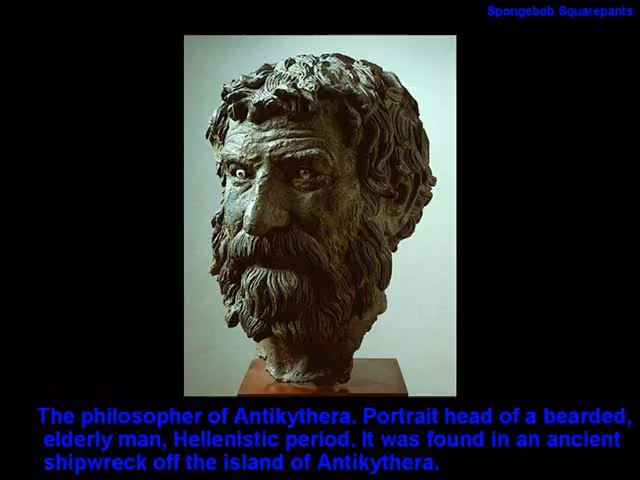 Spongebob Squarepants
The philosopher of Antikythera. Portrait head of a bearded,
elderly man, Hellenistic period. It was found in an ancient
shipwreck off the island of Antikythera.